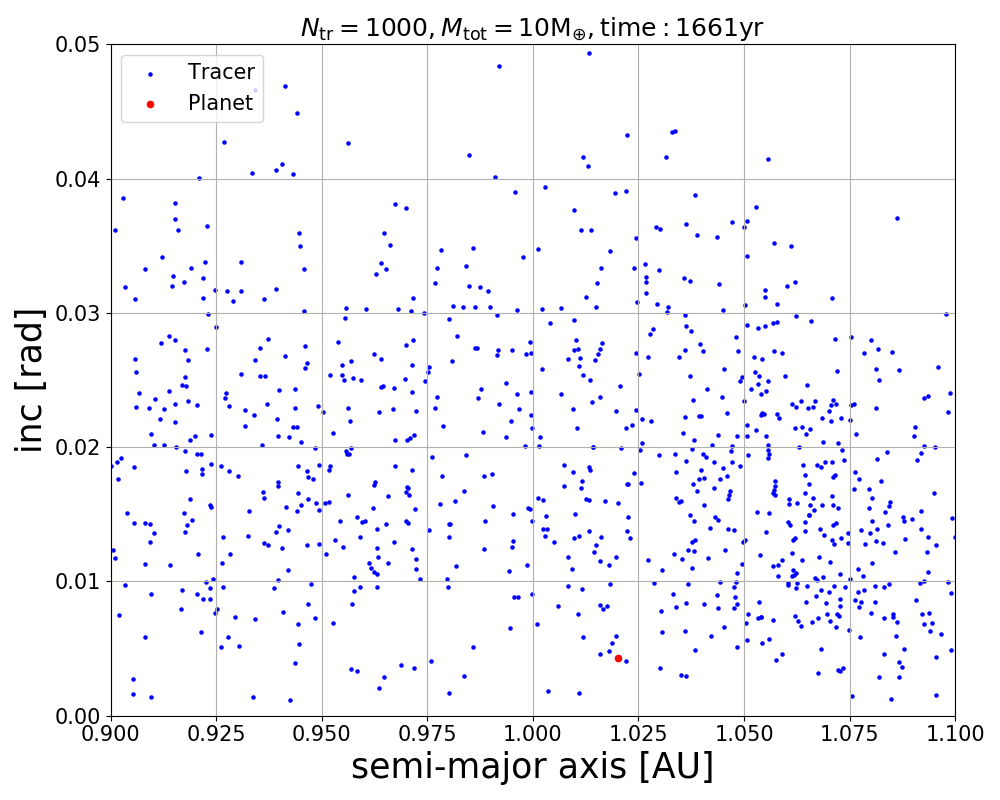 N_tr = 1000, M_tot = 10M_⊕, time : 1661yr
Tracer
Planet
inc [rad]
0.05
0.04
0.03
0.02
0.01
0.00
0.900 0.925 0.950 0.975 1.000 1.025 1.050 1.075 1.100
semi-major axis [AU]